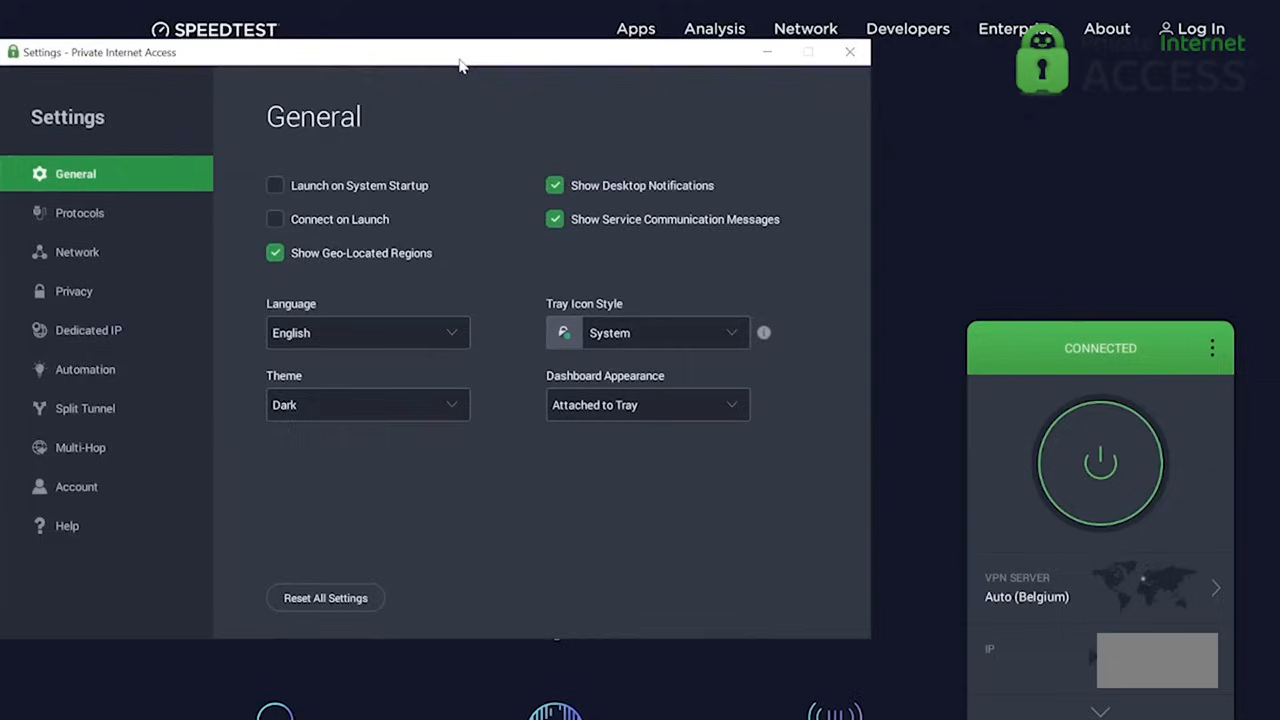 SPEEDTEST
Apps
Analysis
Network
Developers
Enterprise
About
Log In
Private Internet
ACCESS
Settings - Private Internet Access
Settings
General
Protocols
Network
Privacy
Dedicated IP
Automation
Split Tunnel
Multi-Hop
Account
Help
General
Launch on System Startup
Connect on Launch
Show Geo-Located Regions
Show Desktop Notifications
Show Service Communication Messages
Language
English
Tray Icon Style
System
Theme
Dark
Dashboard Appearance
Attached to Tray
Reset All Settings
CONNECTED
VPN SERVER
Auto (Belgium)
IP